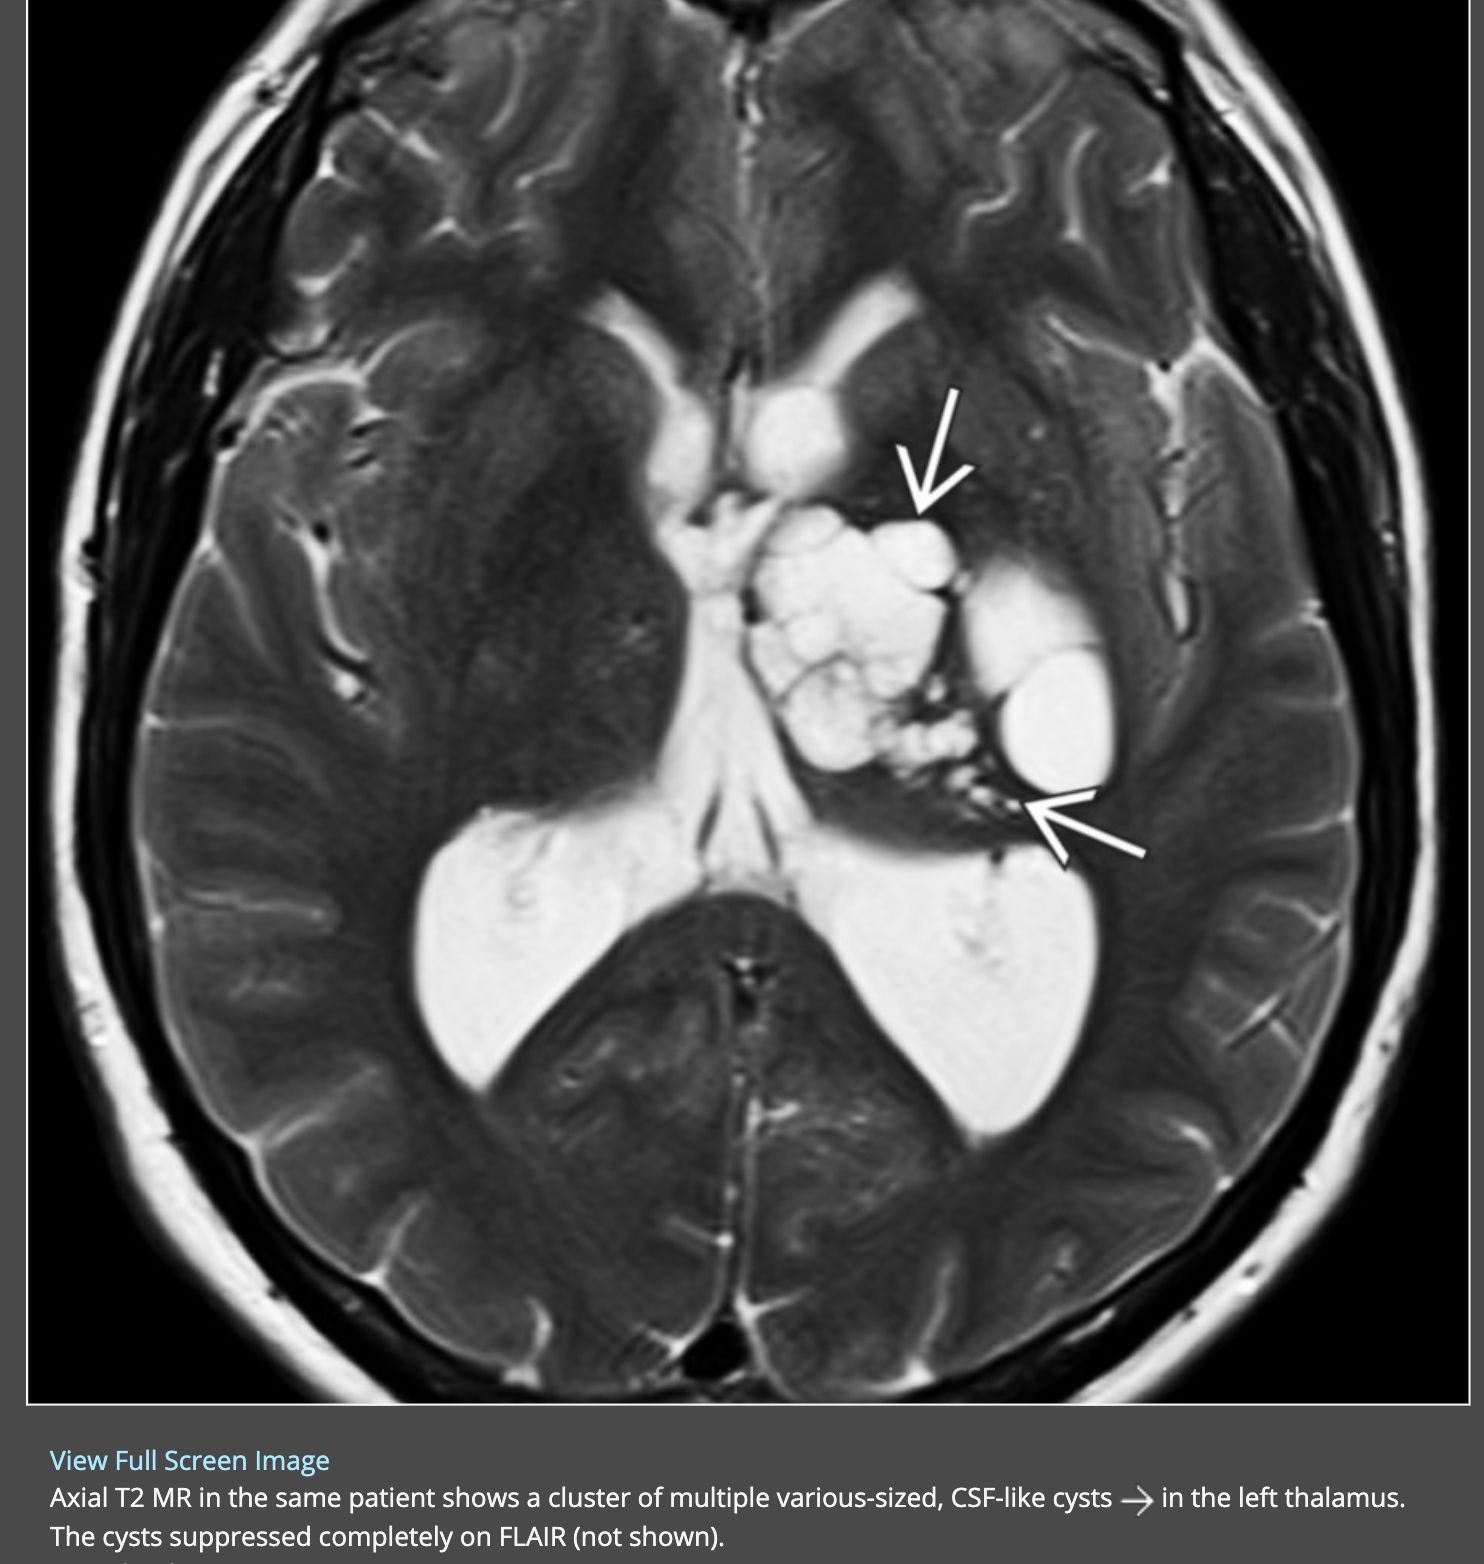 View Full Screen Image
Axial T2 MR in the same patient shows a cluster of multiple various-sized, CSF-like cysts → in the left thalamus.
The cysts suppressed completely on FLAIR (not shown).